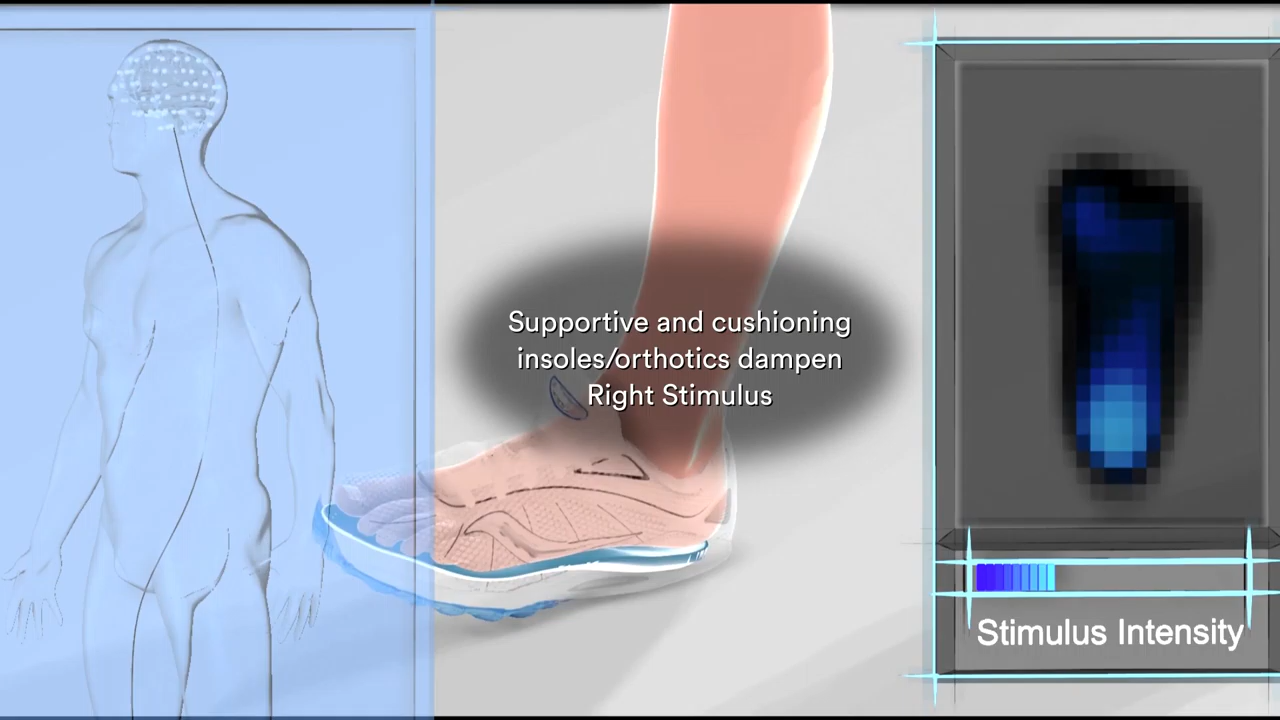 Supportive and cushioning
insoles/orthotics dampen
Right Stimulus
Stimulus Intensity